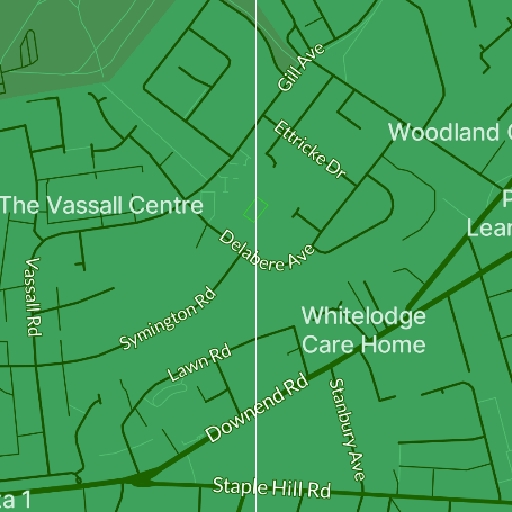 Gill Ave
Ettricke Dr
Woodland
The Vassall Centre
Lear
Delabere Ave
Vassall Rd
Symington Rd
Whitelodge
Care Home
Lawn Rd
Downend Rd
Stanbury Ave
Staple Hill Rd
ta 1